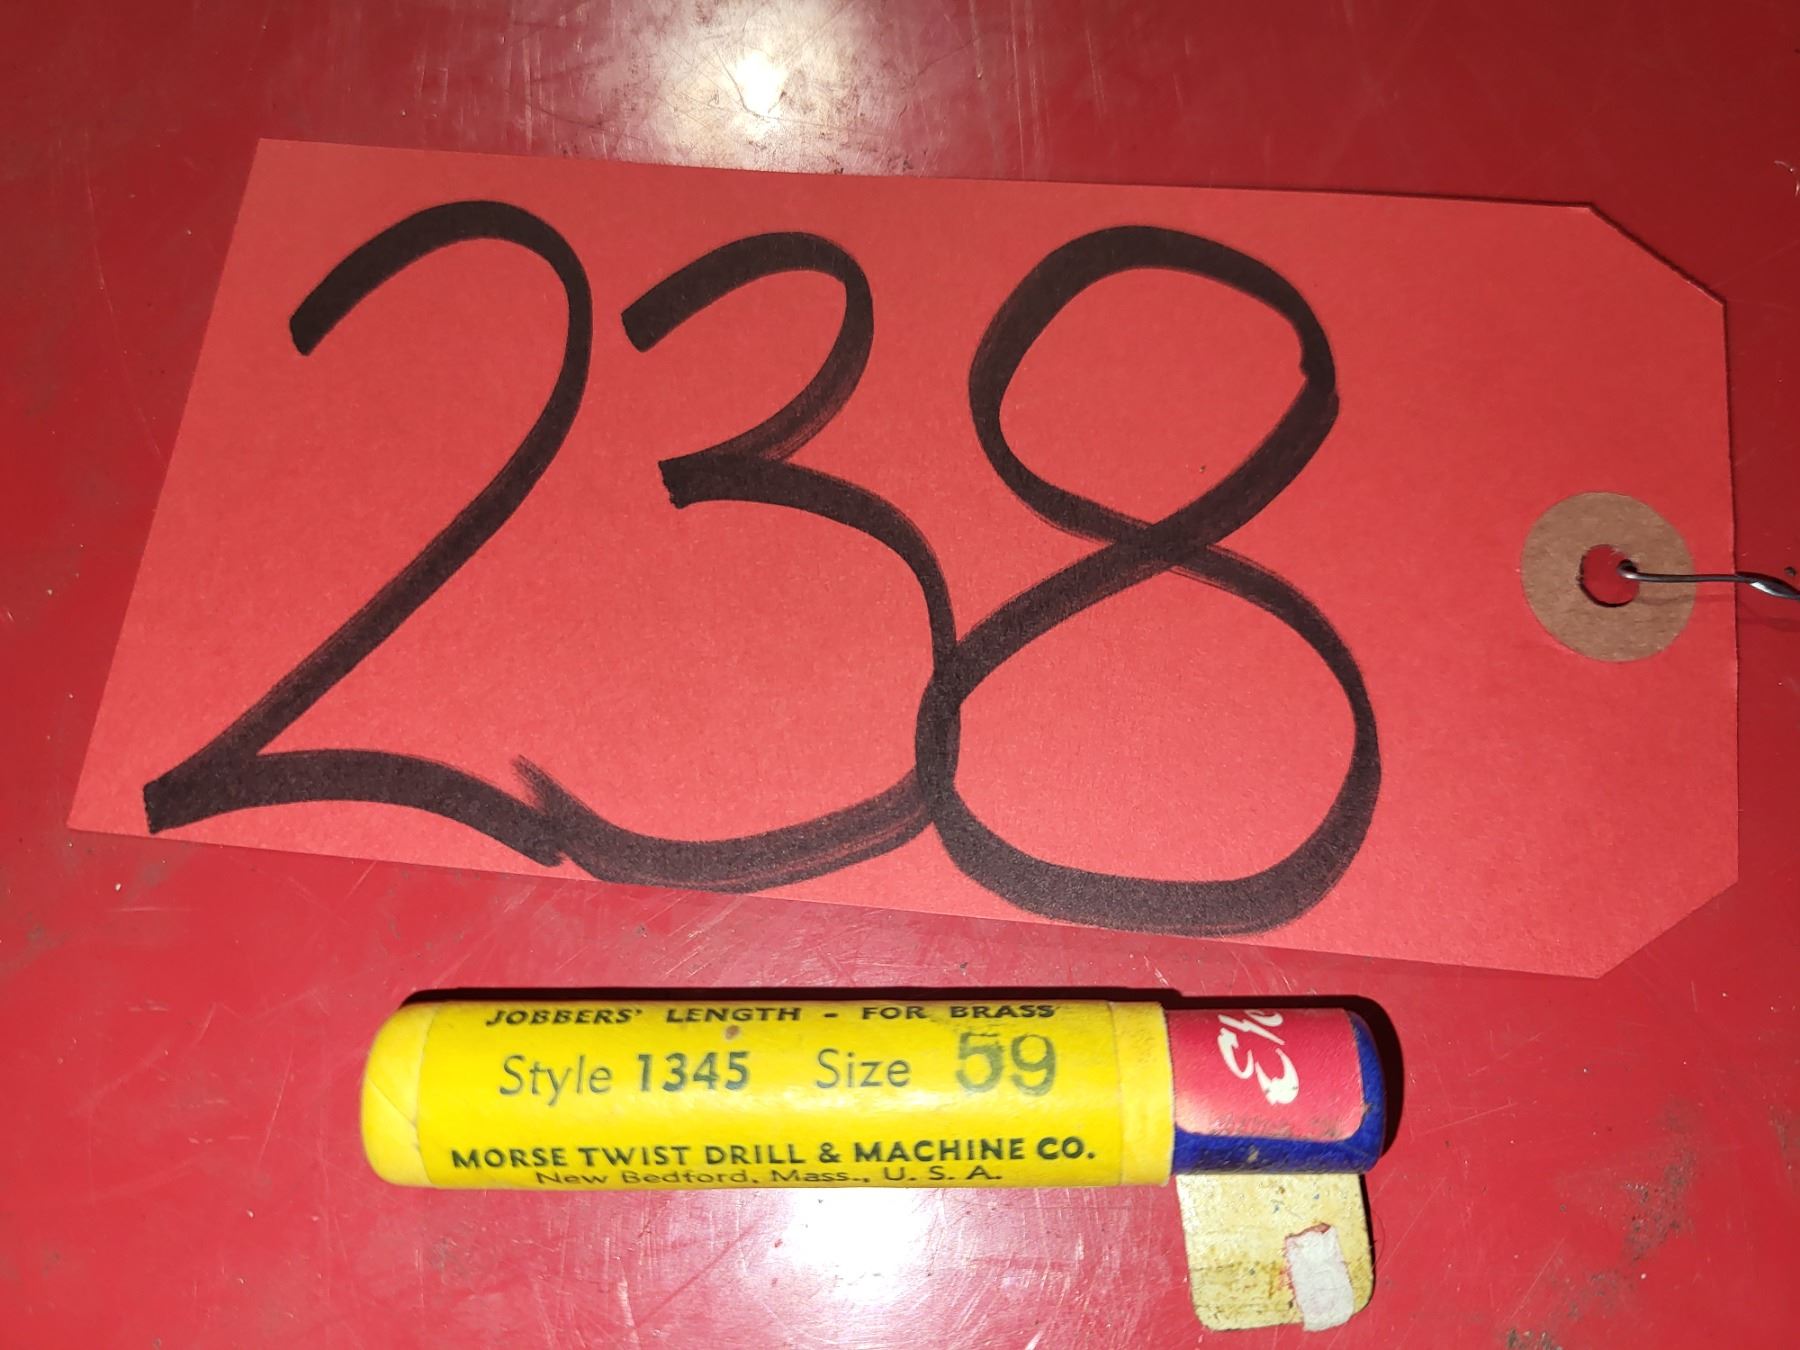 238
JOBBERS' LENGTH - FOR BRASS
Style 1345 Size 59
MORSE TWIST DRILL & MACHINE CO.
New Bedford, Mass., U. S. A.